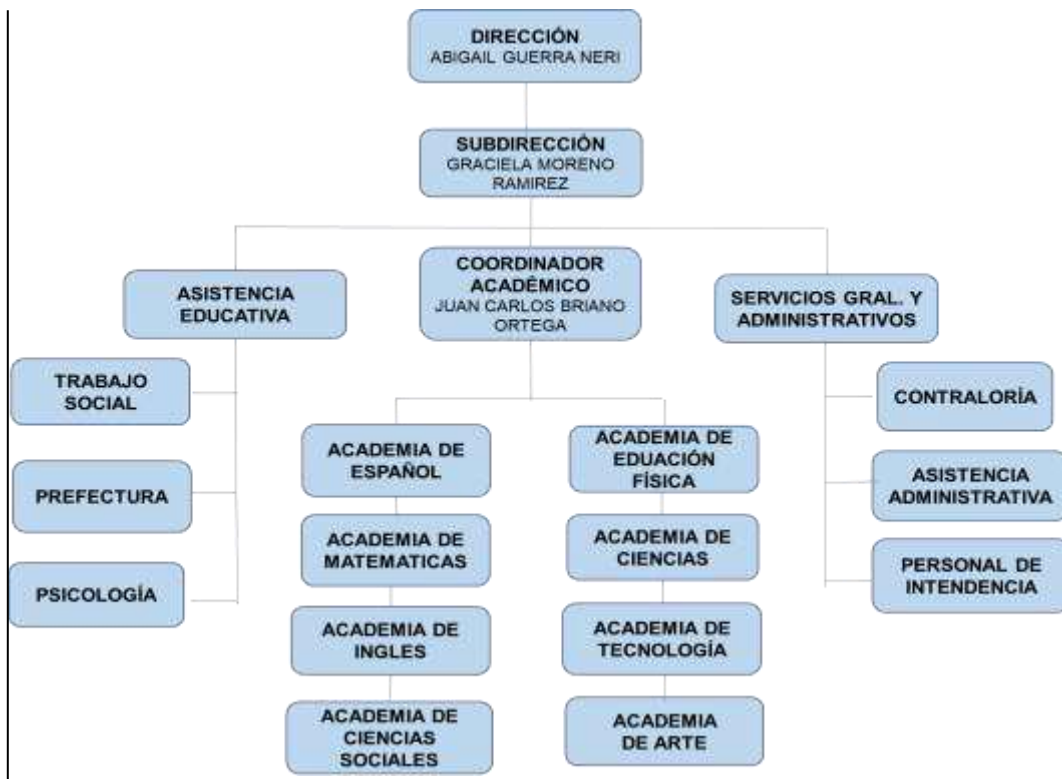 DIRECCIÓN
ABIGAIL GUERRA NERI
SUBDIRECCIÓN
GRACIELA MORENO
RAMIREZ
ASISTENCIA
EDUCATIVA
COORDINADOR
ACADÉMICO
JUAN CARLOS BRIANO
ORTEGA
SERVICIOS GRAL. Y
ADMINISTRATIVOS
TRABAJO
SOCIAL
PREFECTURA
PSICOLOGÍA
ACADEMIA DE
ESPAÑOL
ACADEMIA DE
MATEMATICAS
ACADEMIA DE
INGLES
ACADEMIA DE
CIENCIAS
SOCIALES
ACADEMIA DE
EDUACIÓN
FÍSICA
ACADEMIA DE
CIENCIAS
ACADEMIA DE
TECNOLOGÍA
ACADEMIA
DE ARTE
CONTRALORÍA
ASISTENCIA
ADMINISTRATIVA
PERSONAL DE
INTENDENCIA